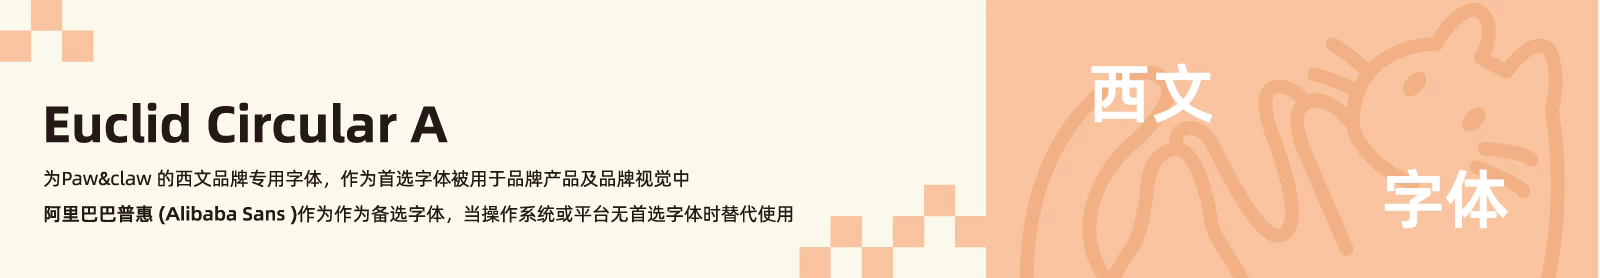 Euclid Circular A
为Paw&claw 的西文品牌专用字体，作为首选字体被用于品牌产品及品牌视觉中
阿里巴巴普惠 (Alibaba Sans )作为作为备选字体，当操作系统或平台无首选字体时替代使用
西文
字体